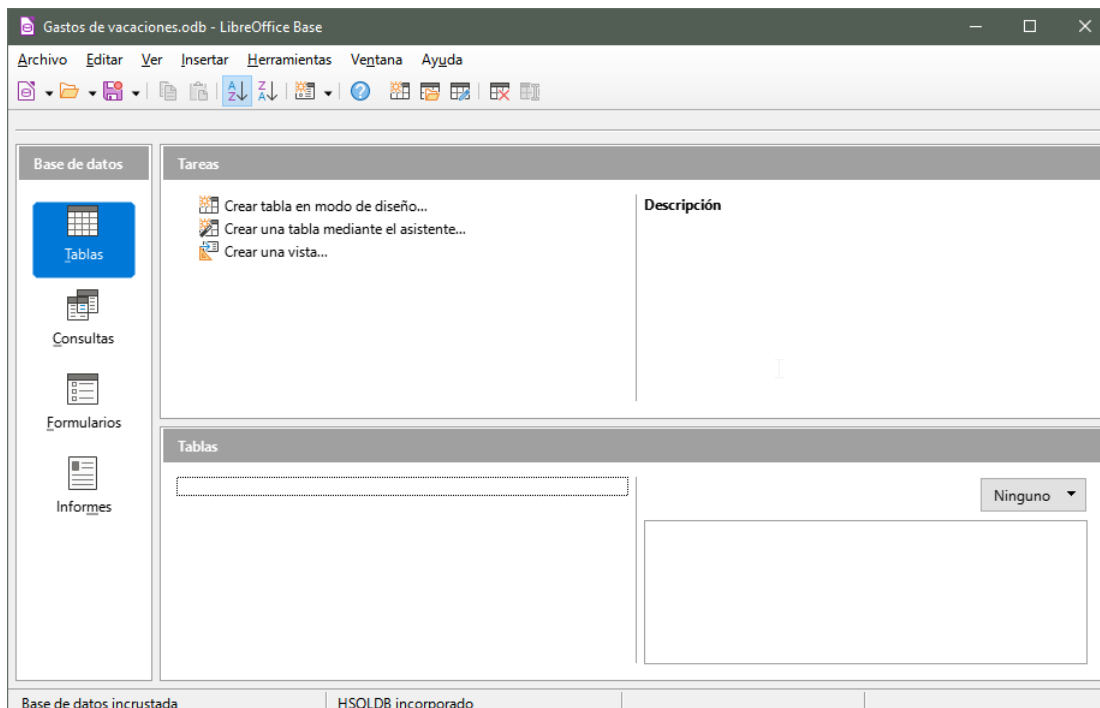 Gastos de vacaciones.odb - LibreOffice Base
Archivo Editar Ver Insertar Herramientas Ventana Ayuda
Base de datos
Tareas
Crear tabla en modo de diseño...
Crear una tabla mediante el asistente...
Crear una vista...
Descripción
Tablas
Consultas
Formularios
Informes
Tablas
Ninguno
Base de datos incrustada
HSQLDB incorporado